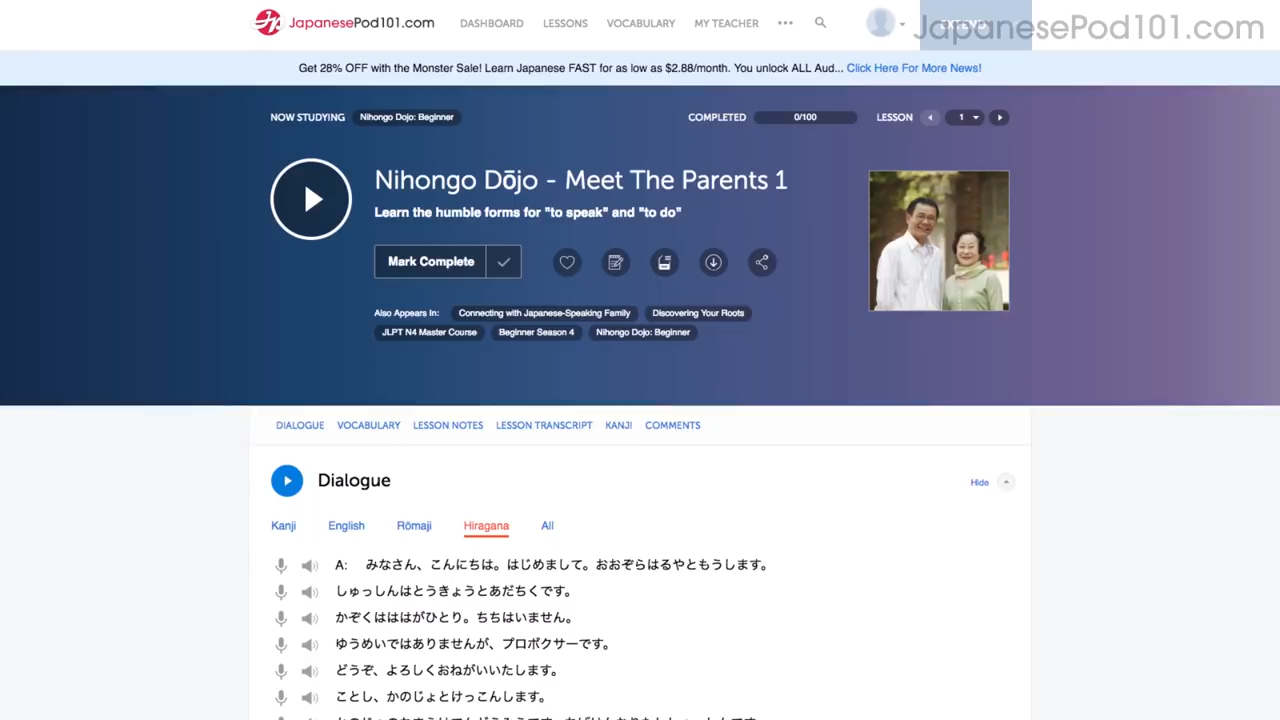 JapanesePod101.com
DASHBOARD LESSONS VOCABULARY MY TEACHER •••
EXTEND
JapanesePod101.com
Get 28% OFF with the Monster Sale! Learn Japanese FAST for as low as $2.88/month. You unlock ALL Aud... Click Here For More News!
NOW STUDYING Nihongo Dojo: Beginner COMPLETED 0/100 LESSON 1
Nihongo Dōjo - Meet The Parents 1
Learn the humble forms for "to speak" and "to do"
Mark Complete
Also Appears In: Connecting with Japanese-Speaking Family Discovering Your Roots
JLPT N4 Master Course Beginner Season 4 Nihongo Dojo: Beginner
DIALOGUE VOCABULARY LESSON NOTES LESSON TRANSCRIPT KANJI COMMENTS
Dialogue Hide
Kanji English Rōmaji Hiragana All
A: みなさん、こんにちは。はじめまして。おおぞらはるやともうします。
しゅっしんはとうきょうとあだちくです。
かぞくはははがひとり。ちちはいません。
ゆうめいではありませんが、プロボクサーです。
どうぞ、よろしくおねがいいたします。
ことし、かのじょとけっこんします。